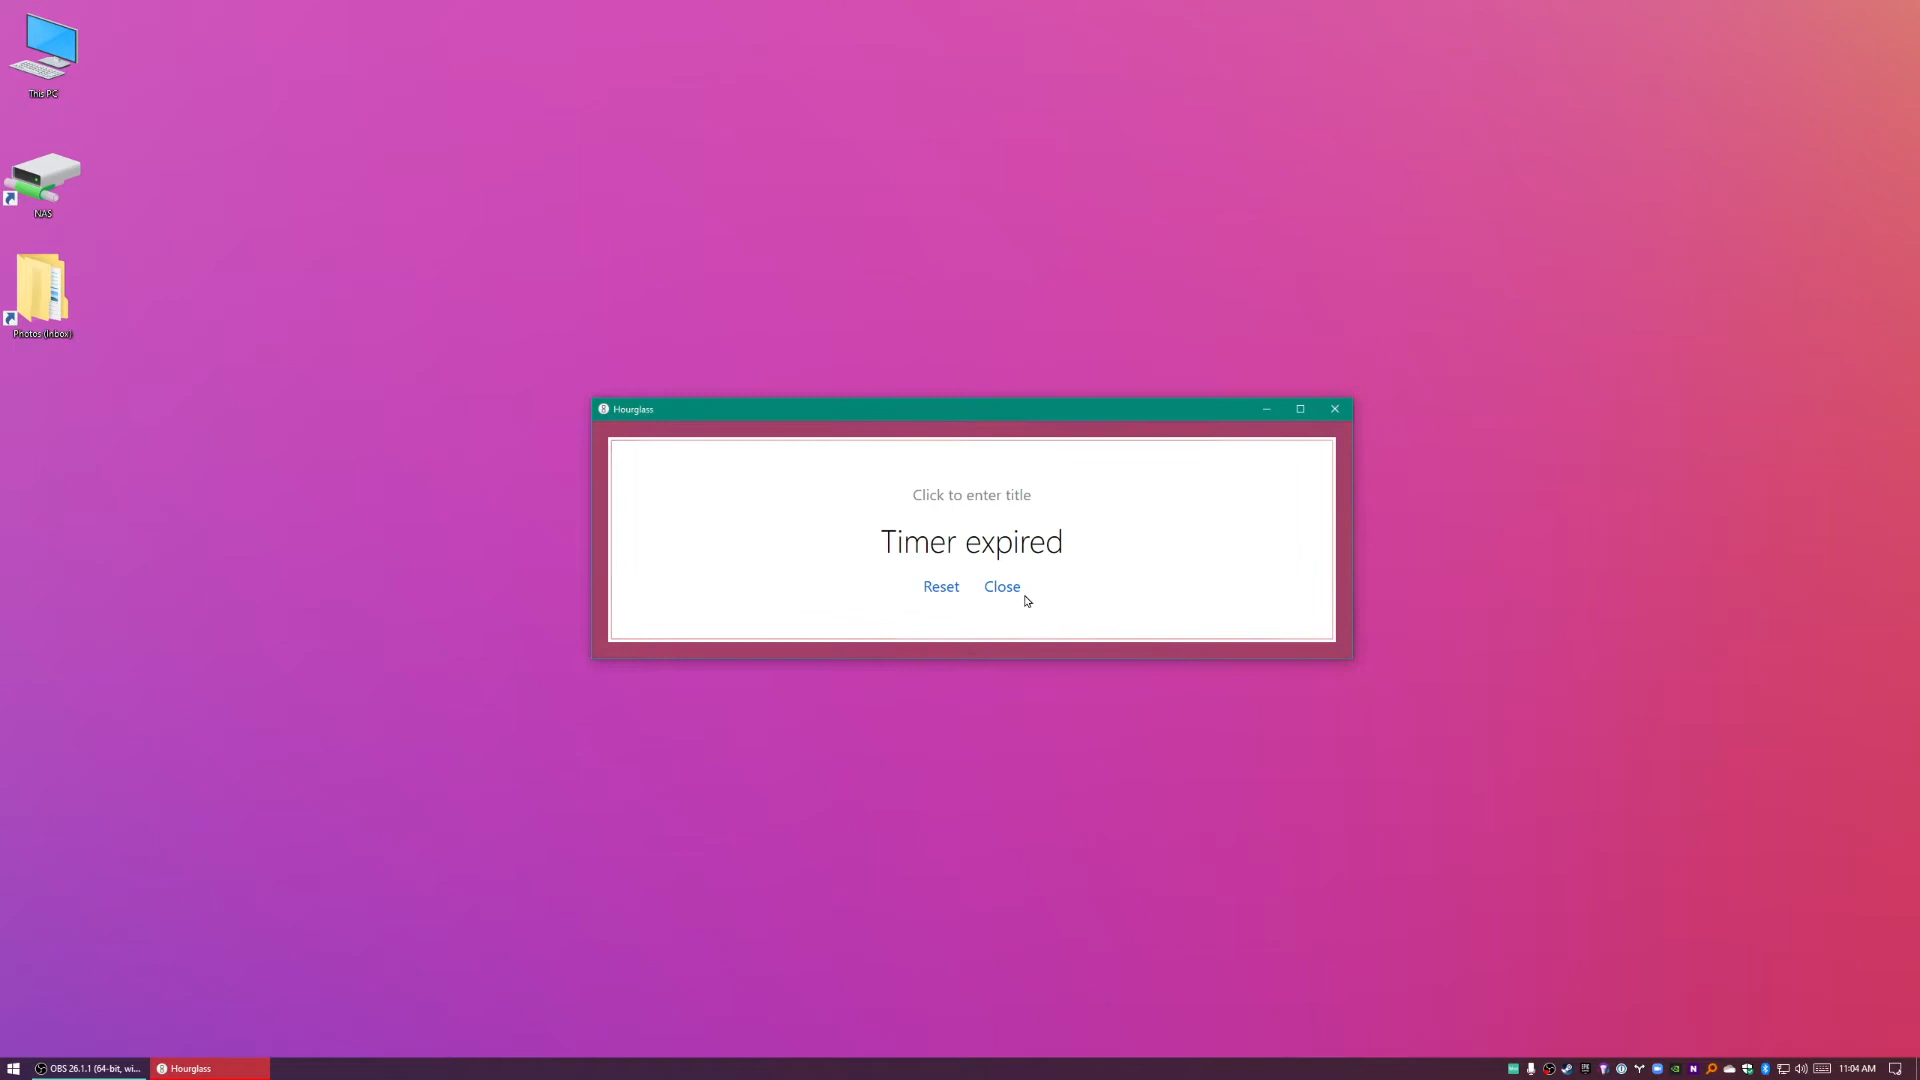 This PC
NAS
Photos (Inbox)
Hourglass
Click to enter title
Timer expired
Reset Close
OBS 26.1.1 (64-bit, wi...
Hourglass
11:04 AM